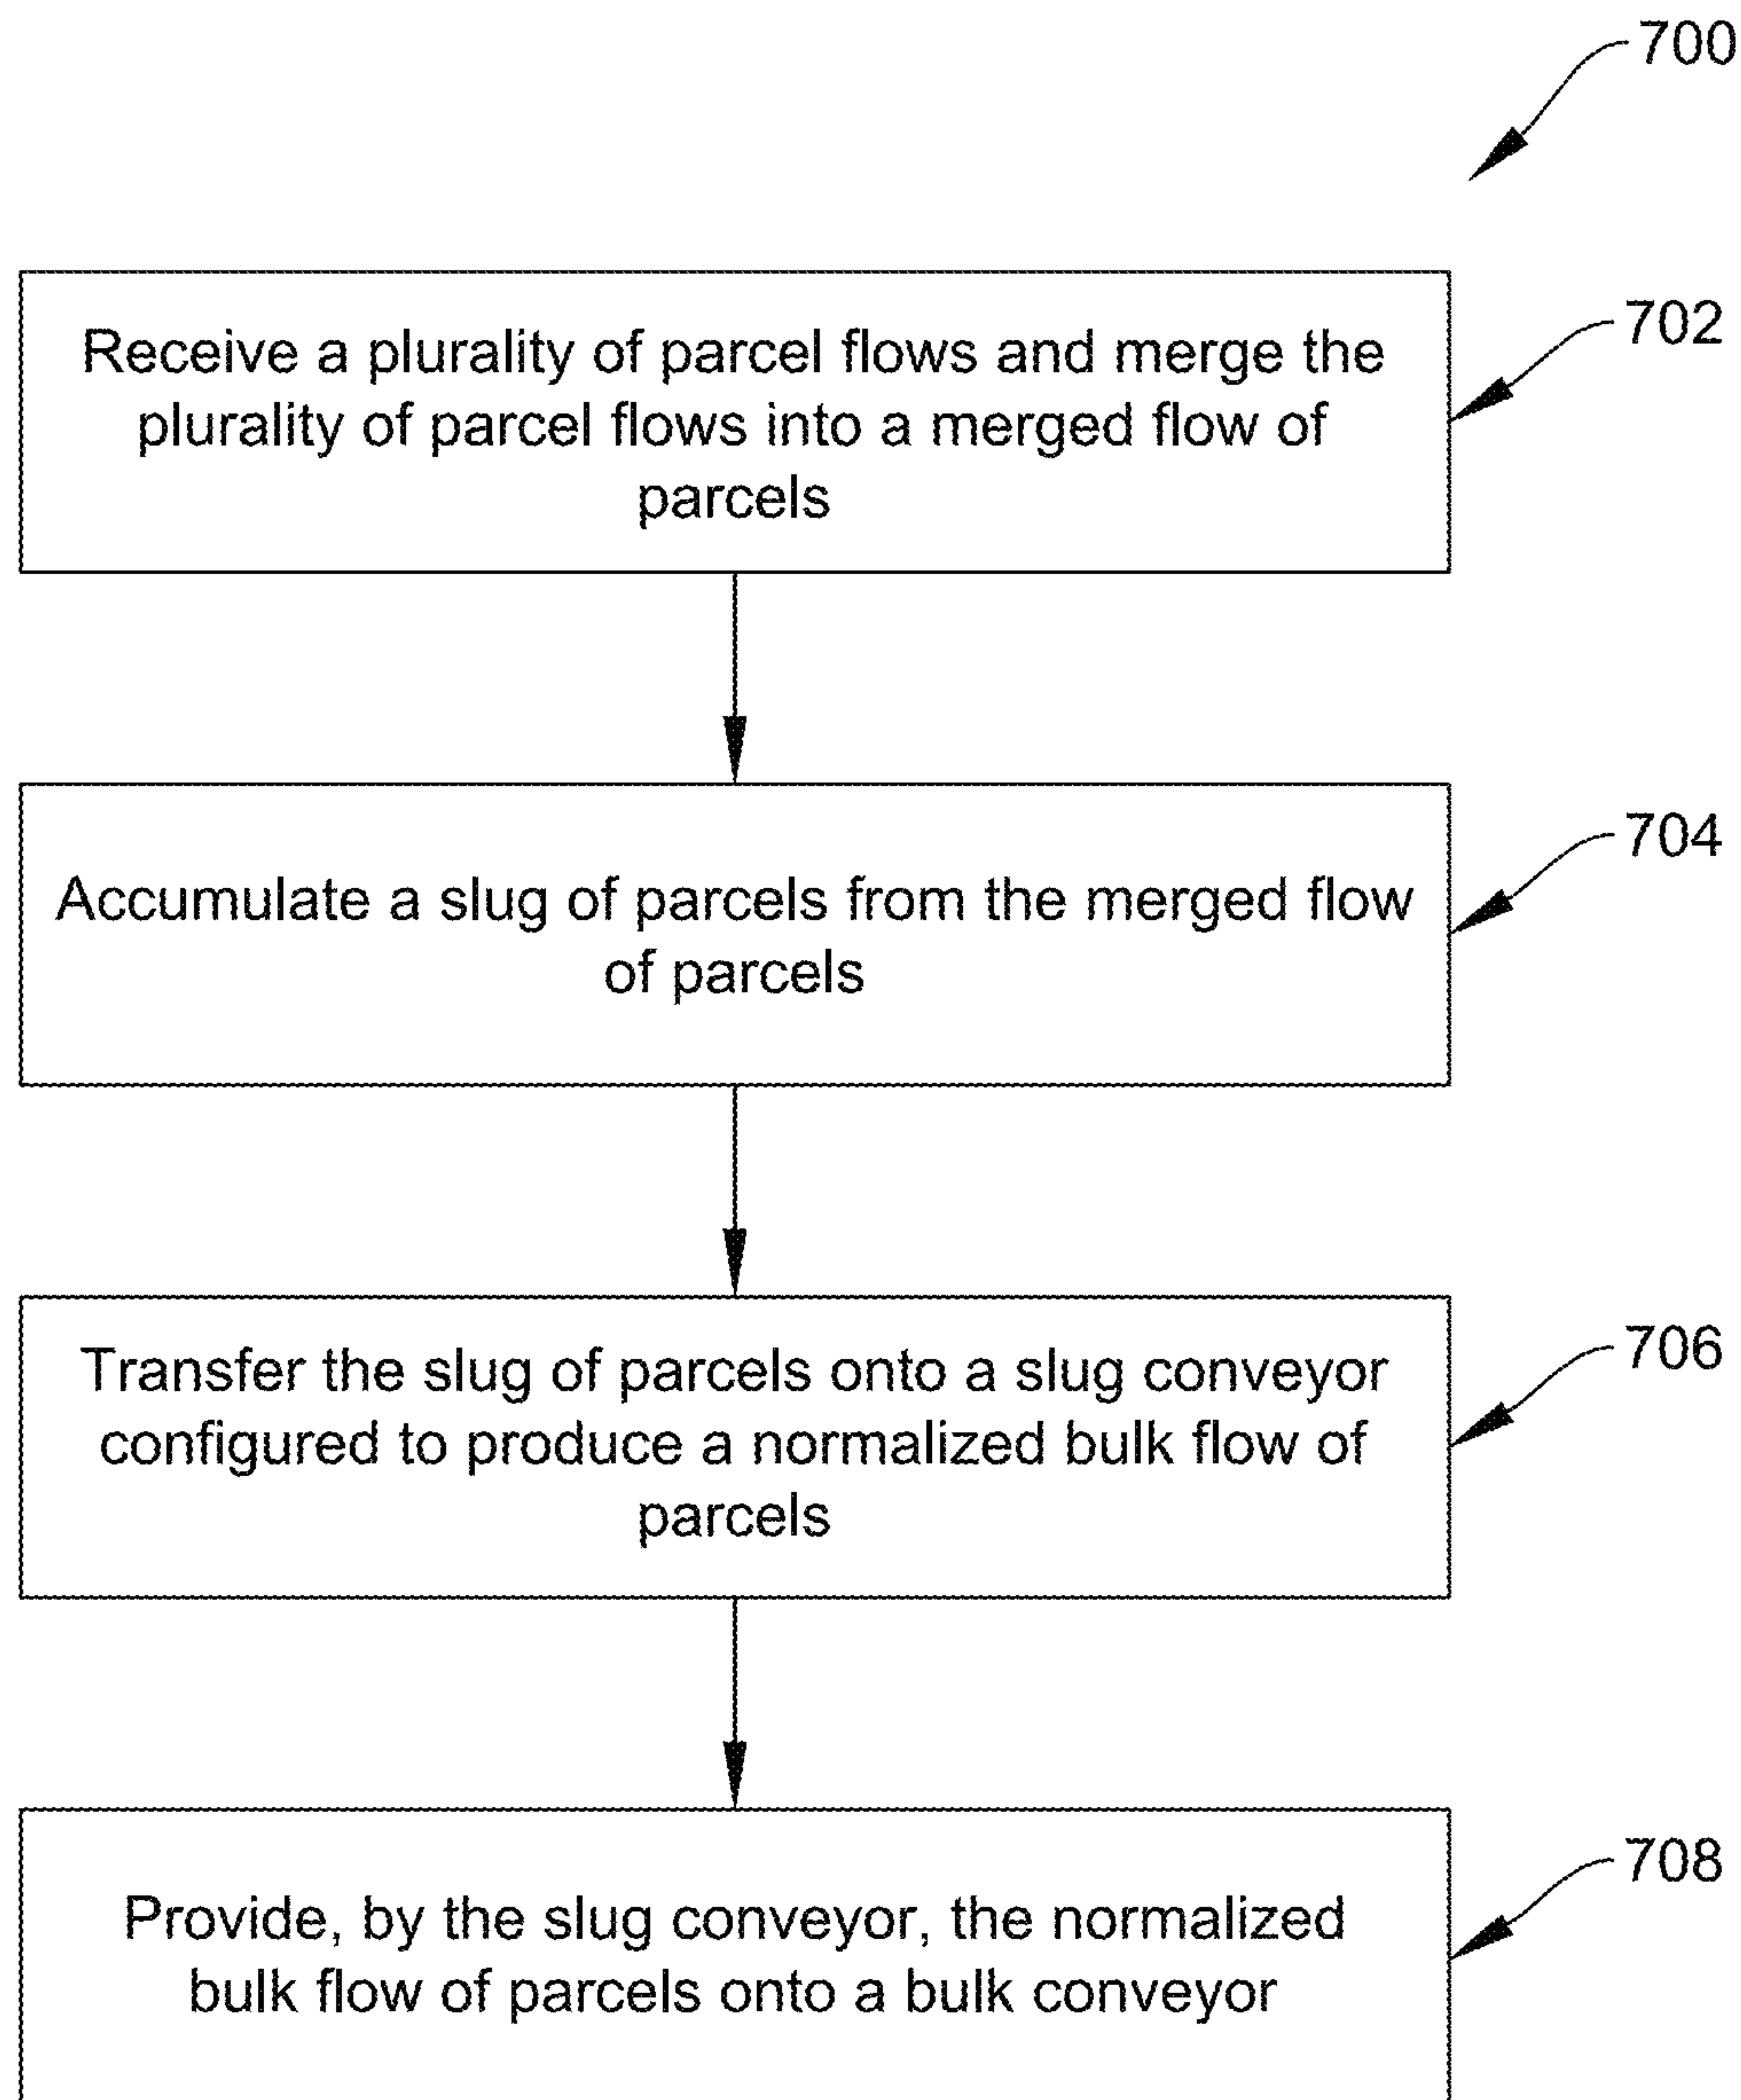 700
Receive a plurality of parcel flows and merge the
plurality of parcel flows into a merged flow of
parcels
702
Accumulate a slug of parcels from the merged flow
of parcels
704
Transfer the slug of parcels onto a slug conveyor
configured to produce a normalized bulk flow of
parcels
706
Provide, by the slug conveyor, the normalized
bulk flow of parcels onto a bulk conveyor
708